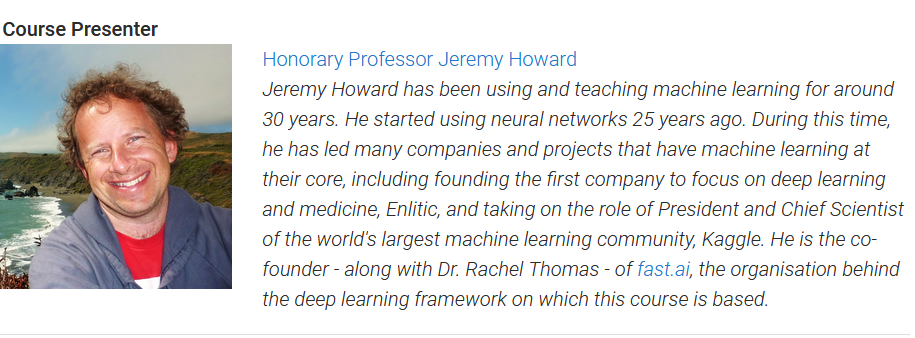 Course Presenter
Honorary Professor Jeremy Howard
Jeremy Howard has been using and teaching machine learning for around
30 years. He started using neural networks 25 years ago. During this time,
he has led many companies and projects that have machine learning at
their core, including founding the first company to focus on deep learning
and medicine, Enlitic, and taking on the role of President and Chief Scientist
of the world's largest machine learning community, Kaggle. He is the co-
founder - along with Dr. Rachel Thomas - of fast.ai, the organisation behind
the deep learning framework on which this course is based.